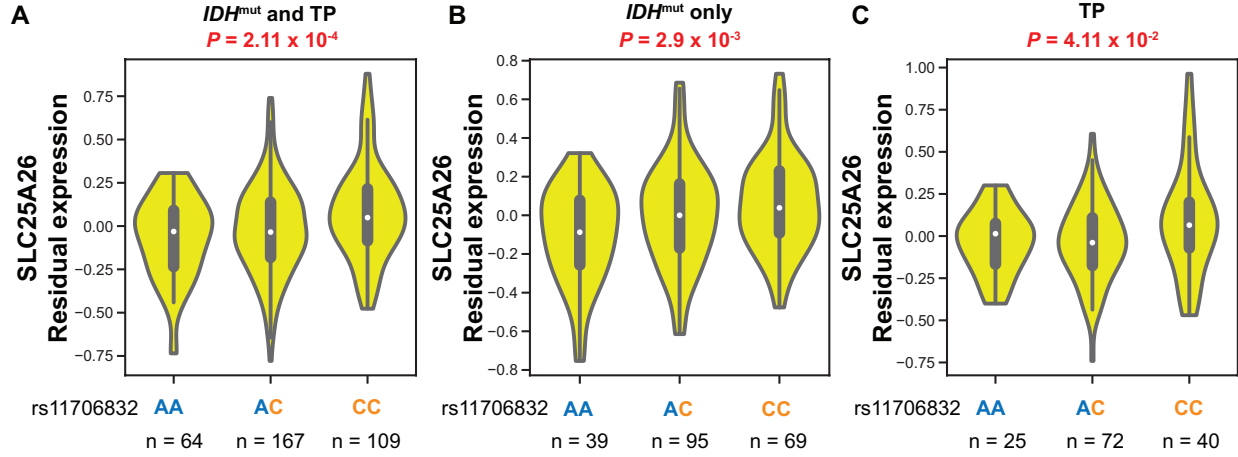 A
IDHᵐᵘᵗ and TP
P = 2.11 x 10⁻⁴
SLC25A26
Residual expression
0.75
0.50
0.25
0.00
−0.25
−0.50
−0.75
rs11706832 AA AC CC
n = 64 n = 167 n = 109
B
IDHᵐᵘᵗ only
P = 2.9 x 10⁻³
SLC25A26
Residual expression
0.8
0.6
0.4
0.2
0.0
−0.2
−0.4
−0.6
−0.8
rs11706832 AA AC CC
n = 39 n = 95 n = 69
C
TP
P = 4.11 x 10⁻²
SLC25A26
Residual expression
1.00
0.75
0.50
0.25
0.00
−0.25
−0.50
−0.75
rs11706832 AA AC CC
n = 25 n = 72 n = 40